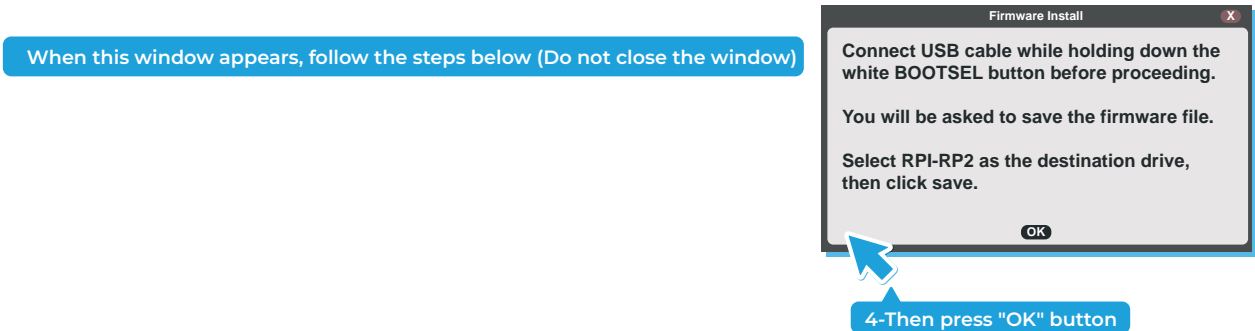 Firmware Install
X
When this window appears, follow the steps below (Do not close the window)
Connect USB cable while holding down the
white BOOTSEL button before proceeding.
You will be asked to save the firmware file.
Select RPI-RP2 as the destination drive,
then click save.
OK
4-Then press "OK" button